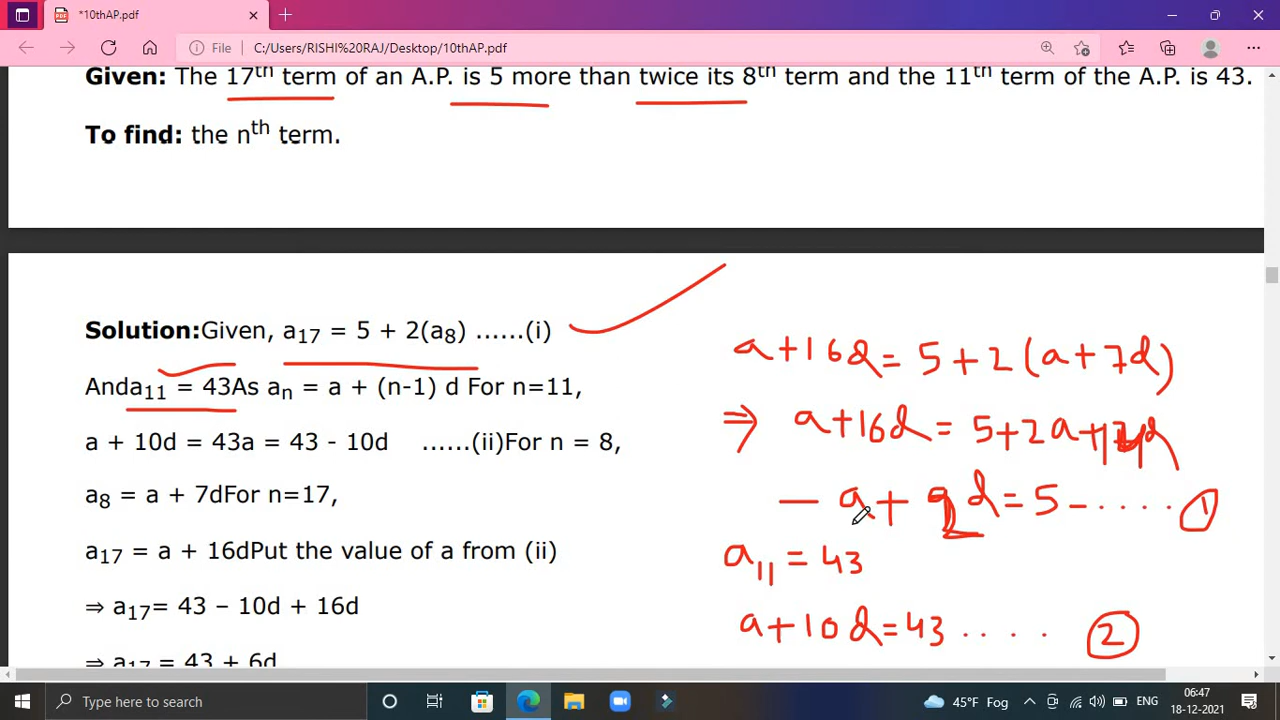 *10thAP.pdf
File C:/Users/RISHI%20RAJ/Desktop/10thAP.pdf
Given: The 17th term of an A.P. is 5 more than twice its 8th term and the 11th term of the A.P. is 43.
To find: the nth term.
Solution:Given, a17 = 5 + 2(a8) ......(i)
Anda11 = 43As an = a + (n-1) d For n=11,
a + 10d = 43a = 43 - 10d ......(ii)For n = 8,
a8 = a + 7dFor n=17,
a17 = a + 16dPut the value of a from (ii)
⇒ a17= 43 – 10d + 16d
⇒ a17 = 43 + 6d
a+16d = 5+2(a+7d)
⇒ a+16d = 5+2a+14d
- a + 2d = 5 - .... 1
a11 = 43
a+10d=43 .... 2
Type here to search
45°F Fog
06:47
18-12-2021